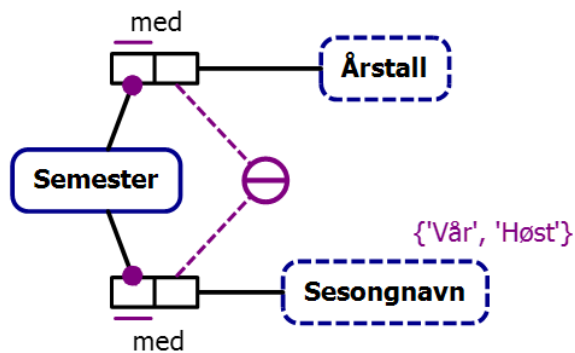 med
Årstall
Semester
{'Vår', 'Høst'}
Sesongnavn
med